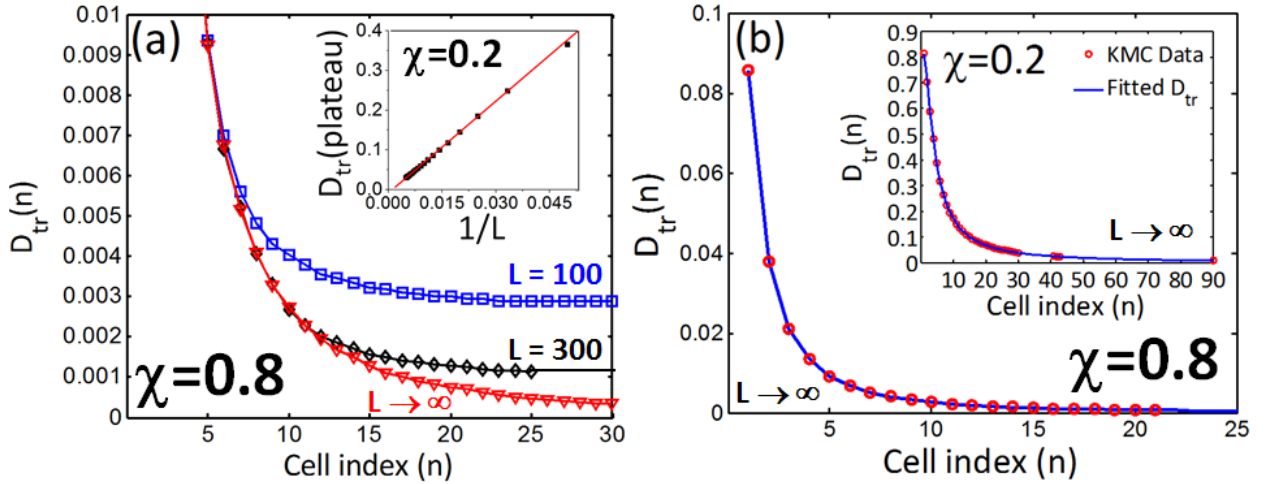 (a)
χ=0.2
D_tr(plateau)
0.4
0.3
0.2
0.1
0.0
0.000
0.015
0.030
0.045
1/L
D_tr(n)
0.01
0.009
0.008
0.007
0.006
0.005
0.004
0.003
0.002
0.001
0
L = 100
L = 300
L → ∞
χ=0.8
5
10
15
20
25
30
Cell index (n)
(b)
χ=0.2
KMC Data
Fitted D_tr
D_tr(n)
0.9
0.8
0.7
0.6
0.5
0.4
0.3
0.2
0.1
0
L → ∞
10 20 30 40 50 60 70 80 90
Cell index (n)
D_tr(n)
0.1
0.08
0.06
0.04
0.02
0
L → ∞
χ=0.8
5
10
15
20
25
Cell index (n)